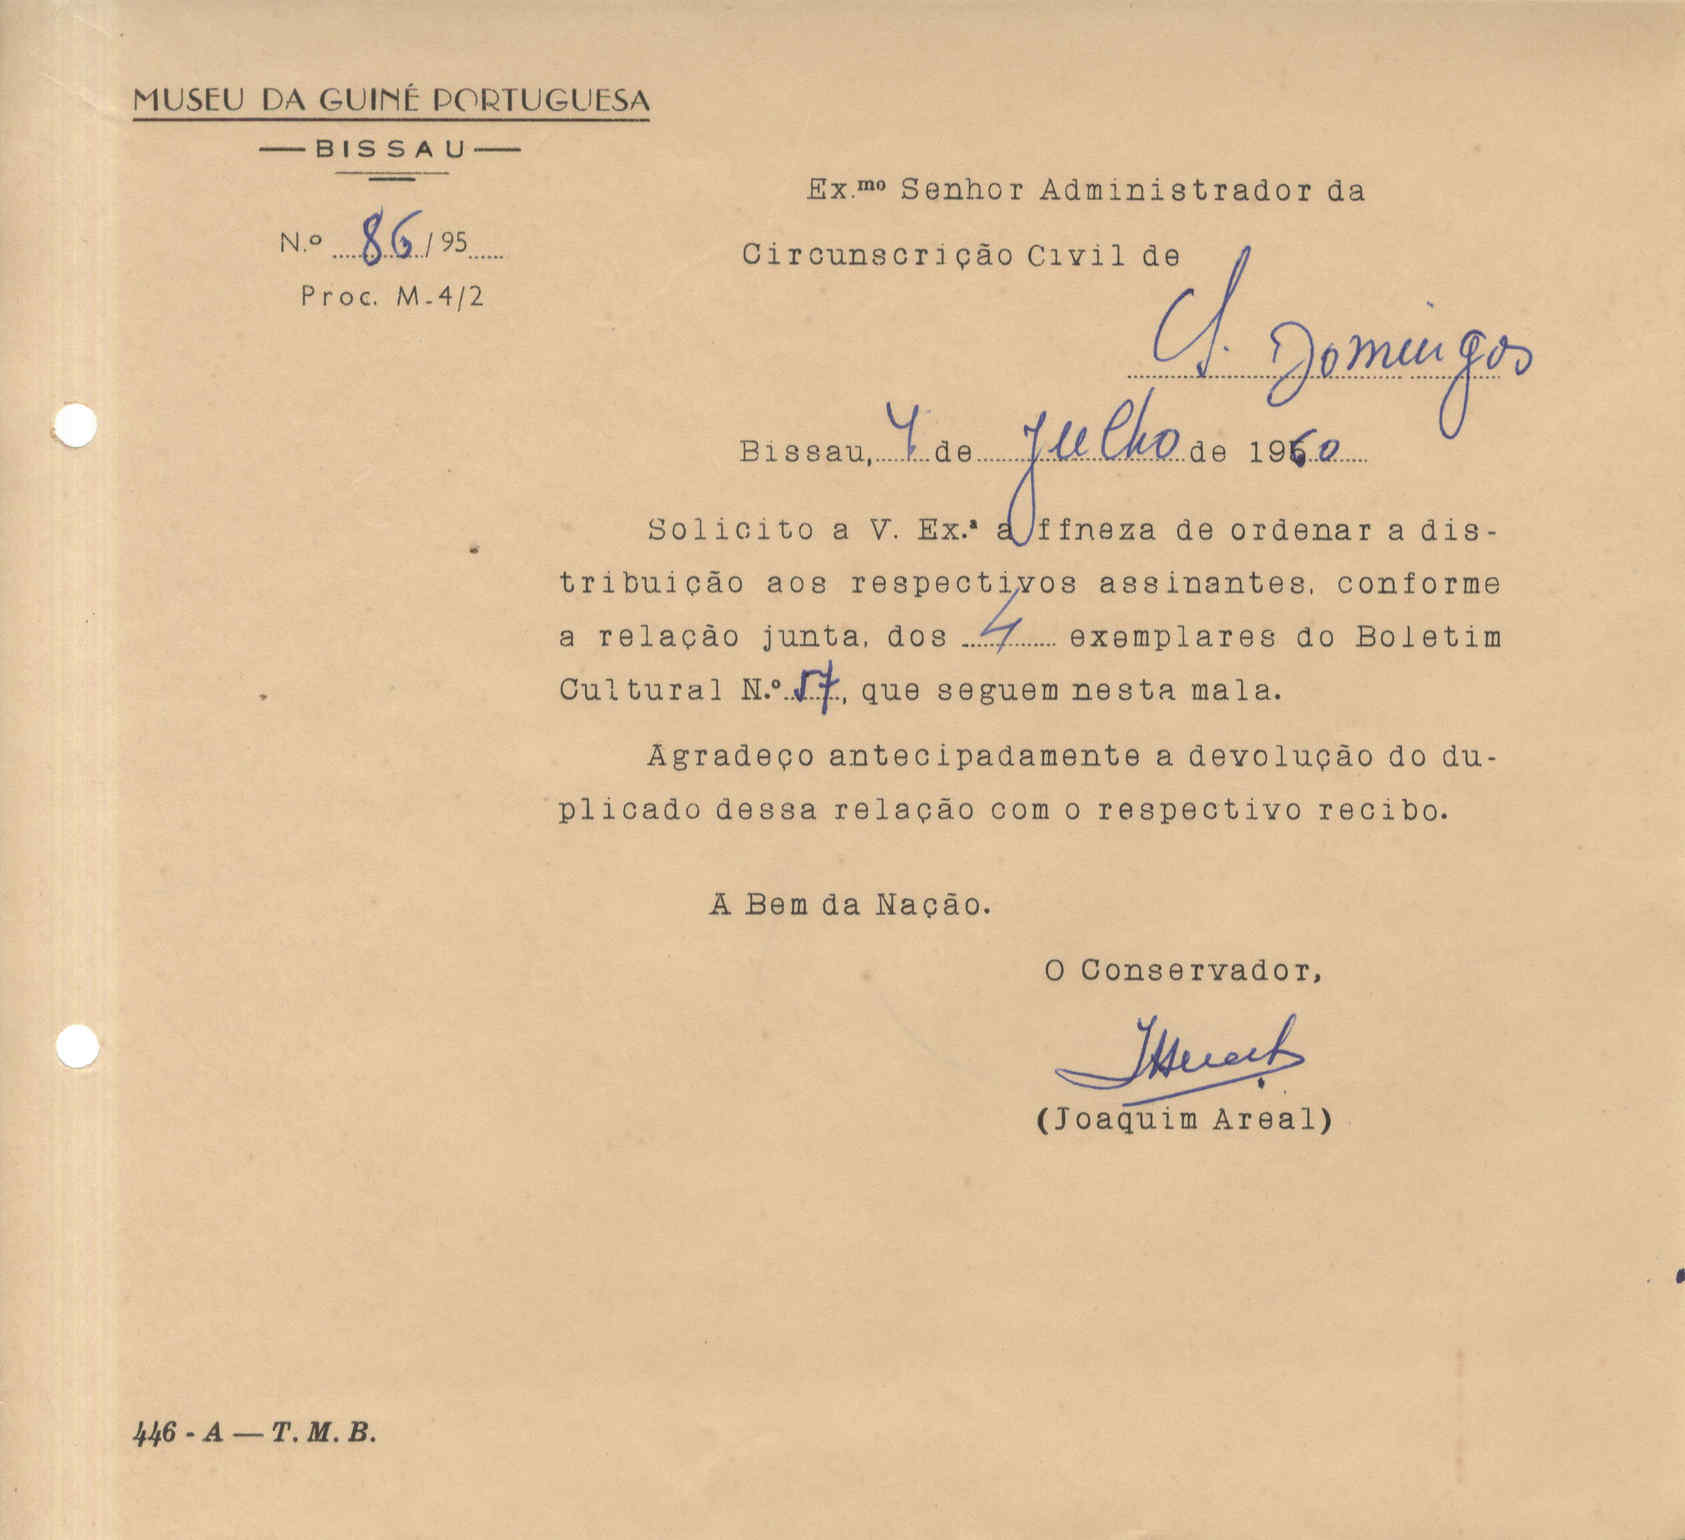 MUSEU DA GUINÉ PORTUGUESA
— BISSAU —
N.º 86/95
Proc. M-4/2
Ex.mo Senhor Administrador da
Circunscrição Civil de
S. Domingos
Bissau, 7 de Julho de 1960
Solicito a V. Ex.ª a ffneza de ordenar a dis-
tribuição aos respectivos assinantes, conforme
a relação junta, dos 4 exemplares do Boletim
Cultural N.º 57, que seguem nesta mala.
Agradeço antecipadamente a devolução do du-
plicado dessa relação com o respectivo recibo.
A Bem da Nação.
O Conservador,
(Joaquim Areal)
446 - A — T. M. B.